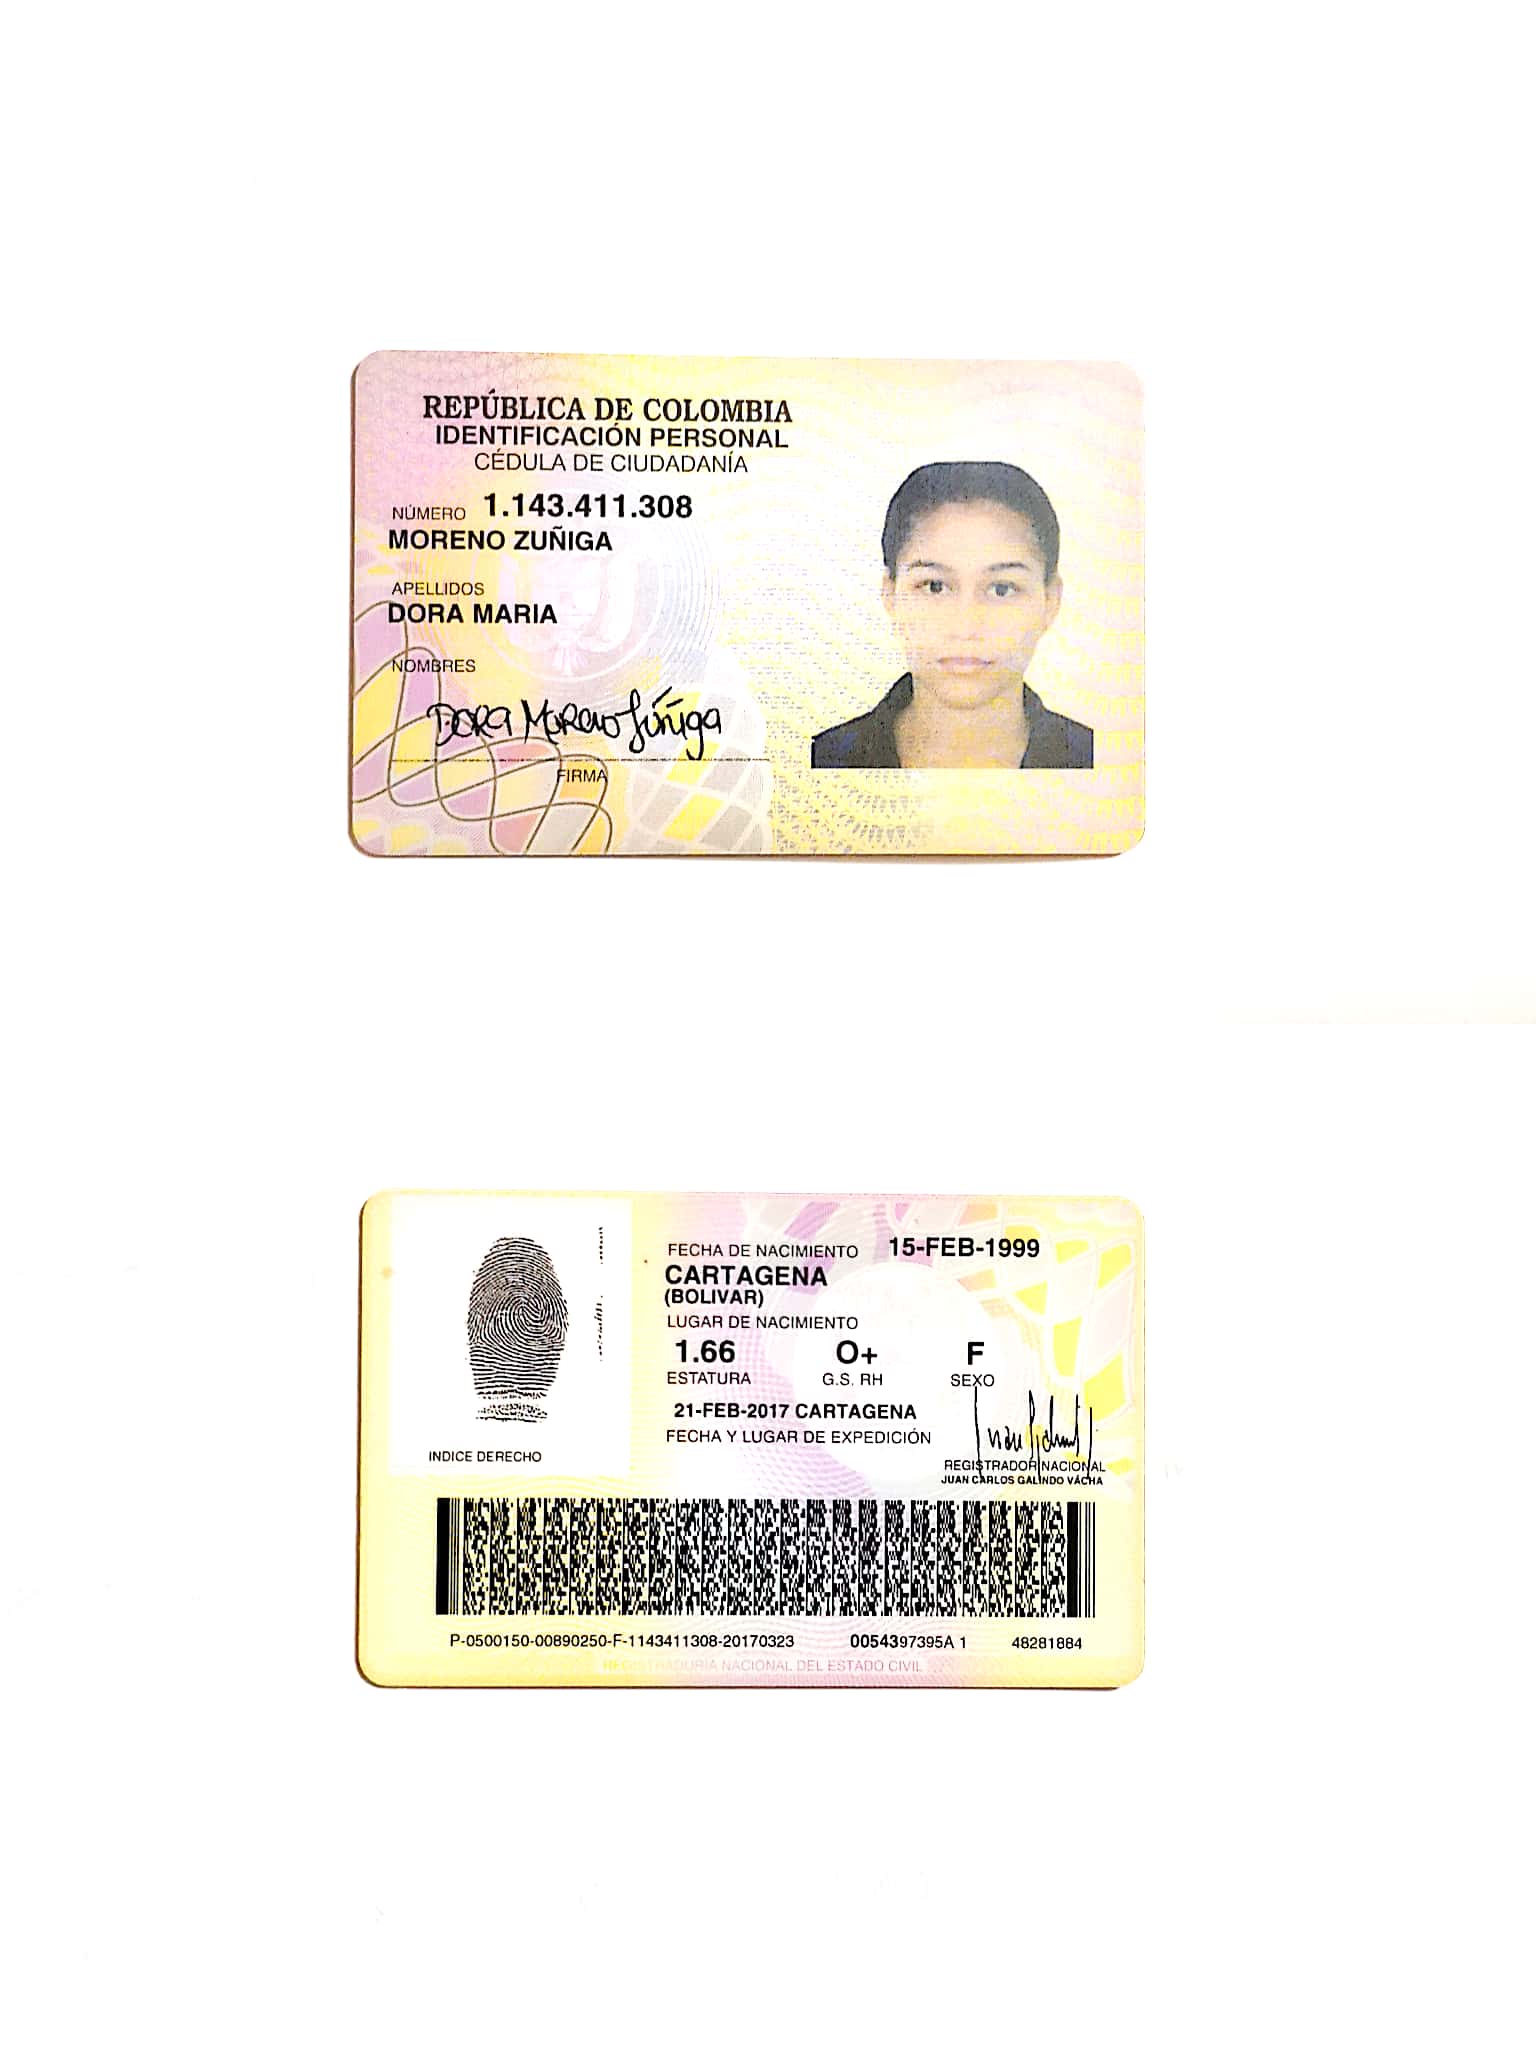 REPÚBLICA DE COLOMBIA
IDENTIFICACIÓN PERSONAL
CÉDULA DE CIUDADANÍA
NÚMERO 1.143.411.308
MORENO ZUÑIGA
APELLIDOS
DORA MARIA
NOMBRES
DORA Moreno Zúñiga
FIRMA
FECHA DE NACIMIENTO 15-FEB-1999
CARTAGENA
(BOLIVAR)
LUGAR DE NACIMIENTO
1.66 O+ F
ESTATURA G.S. RH SEXO
21-FEB-2017 CARTAGENA
FECHA Y LUGAR DE EXPEDICIÓN
INDICE DERECHO
REGISTRADOR NACIONAL
JUAN CARLOS GALINDO VÁCHA
P-0500150-00890250-F-1143411308-20170323 0054397395A 1 48281884
REGISTRADURIA NACIONAL DEL ESTADO CIVIL